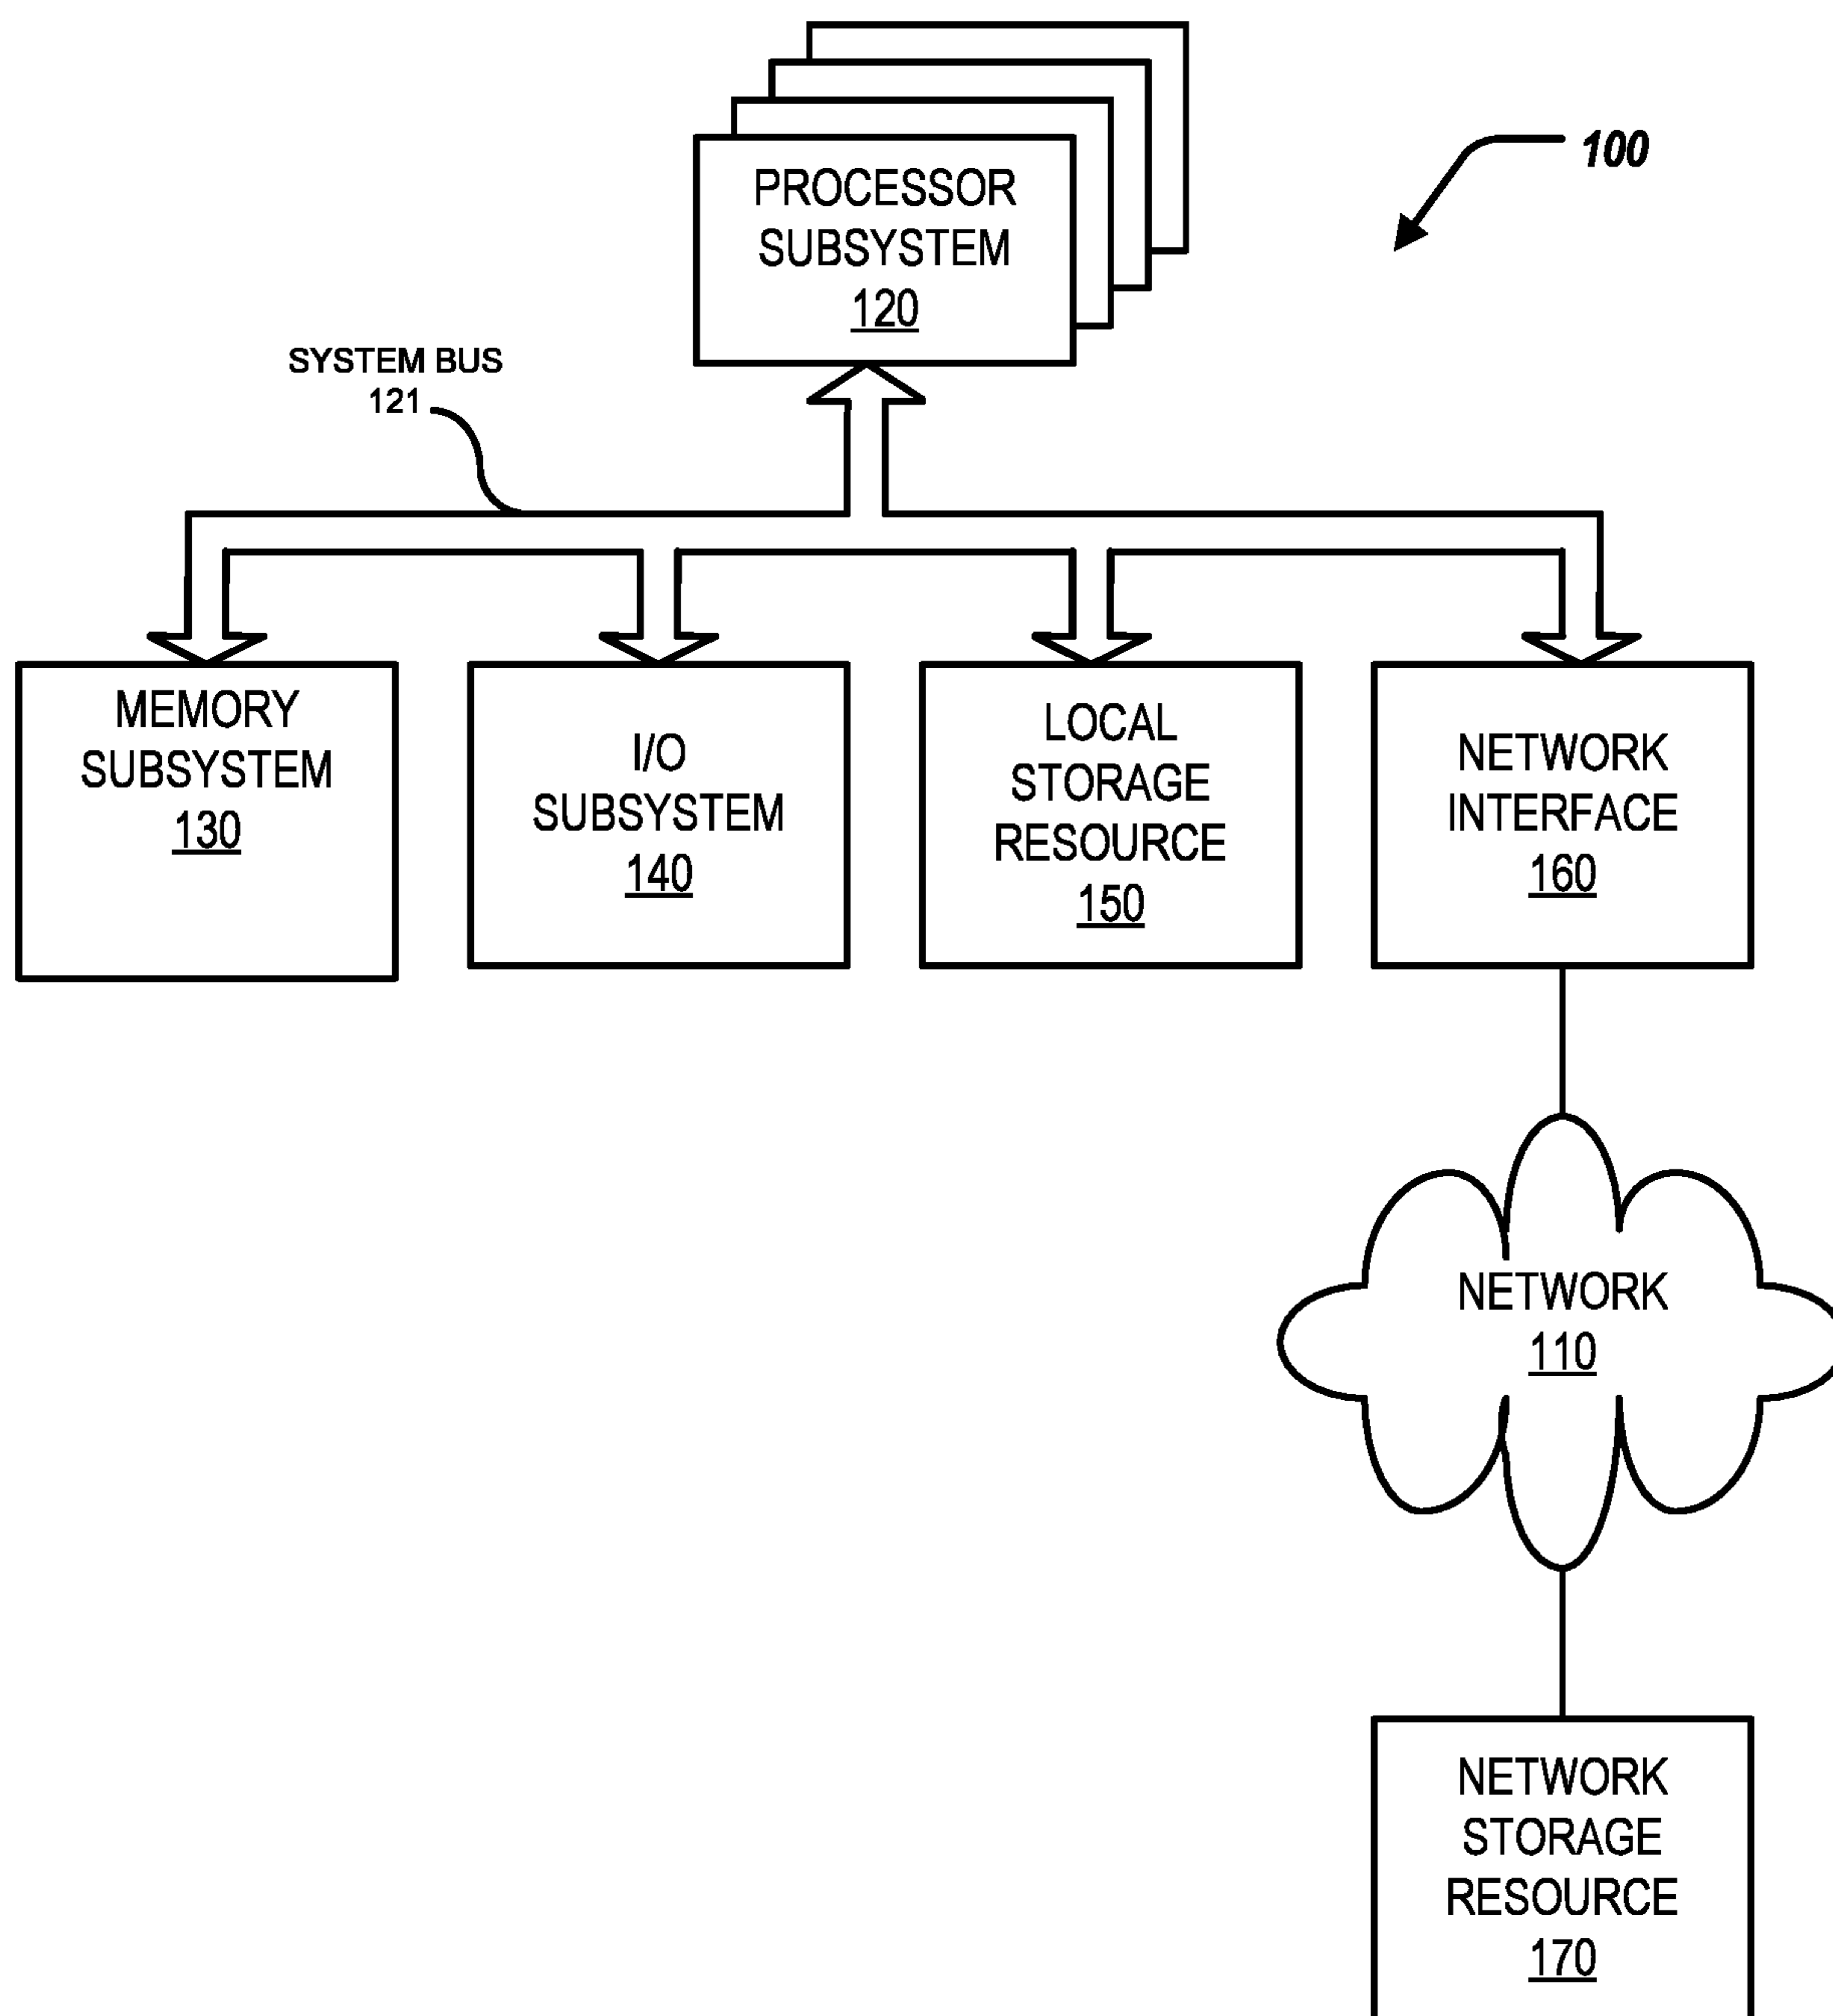 100
PROCESSOR
SUBSYSTEM
120
SYSTEM BUS
121
MEMORY
SUBSYSTEM
130
I/O
SUBSYSTEM
140
LOCAL
STORAGE
RESOURCE
150
NETWORK
INTERFACE
160
NETWORK
110
NETWORK
STORAGE
RESOURCE
170